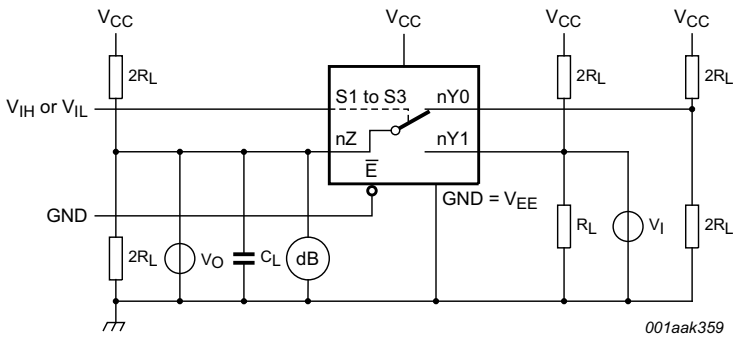 VCC VCC VCC VCC
2RL 2RL 2RL
VIH or VIL S1 to S3 nY0
nZ nY1
E̅
GND GND = VEE
2RL VO CL dB RL VI 2RL
001aak359